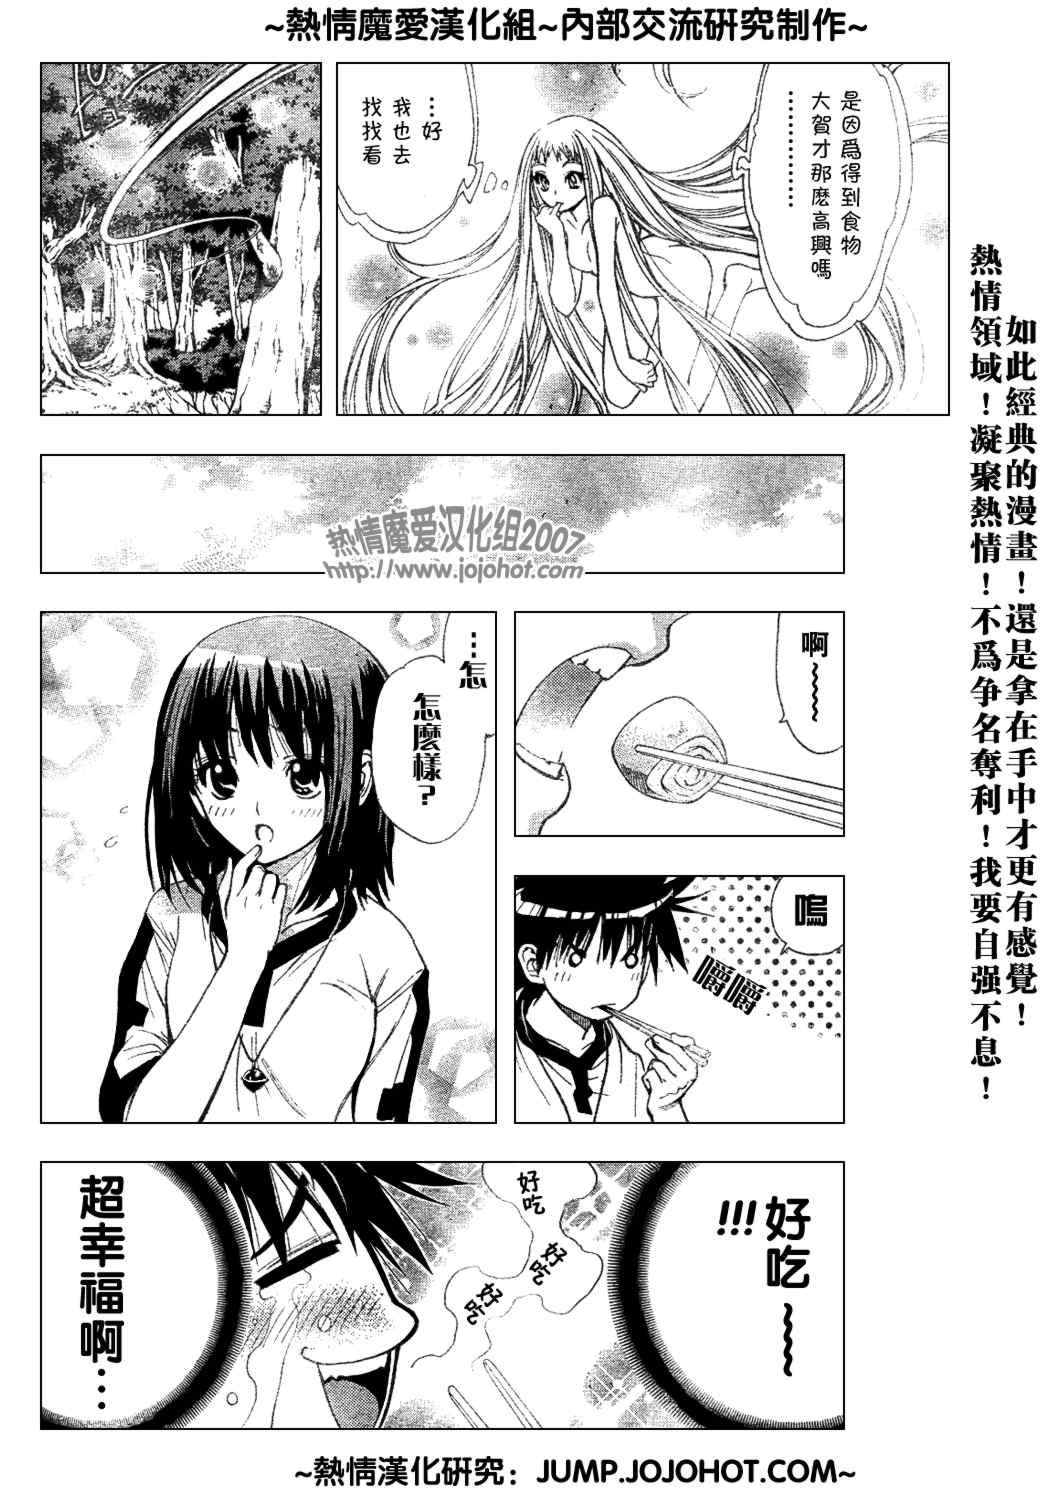 ~熱情魔愛漢化組~內部交流研究制作~
是因爲得到食物
大賀才那麽高興嗎
…………………
…好
我也去
找找看
熱情魔爱汉化组2007
http://www.jojohot.com
啊~~~
…怎
怎麽樣?
嗚
嚼嚼
好吃~~~
!!!
好吃
好吃
好吃
超幸福啊…
如此經典的漫畫!還是拿在手中才更有感覺!
熱情領域!凝聚熱情!不爲争名奪利!我要自强不息!
~熱情漢化研究：JUMP.JOJOHOT.COM~